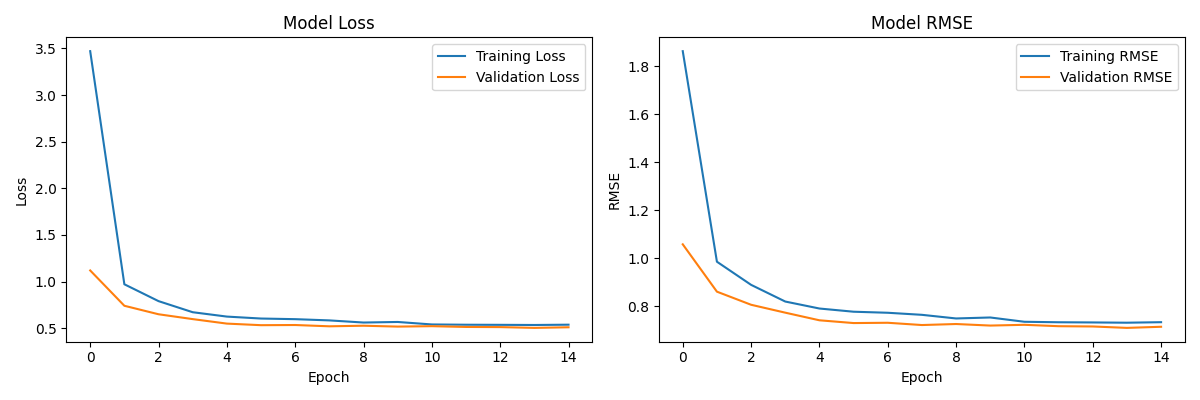 Model Loss
3.5
3.0
2.5
2.0
1.5
1.0
0.5
Loss
Training Loss
Validation Loss
0 2 4 6 8 10 12 14
Epoch
Model RMSE
1.8
1.6
1.4
1.2
1.0
0.8
RMSE
Training RMSE
Validation RMSE
0 2 4 6 8 10 12 14
Epoch